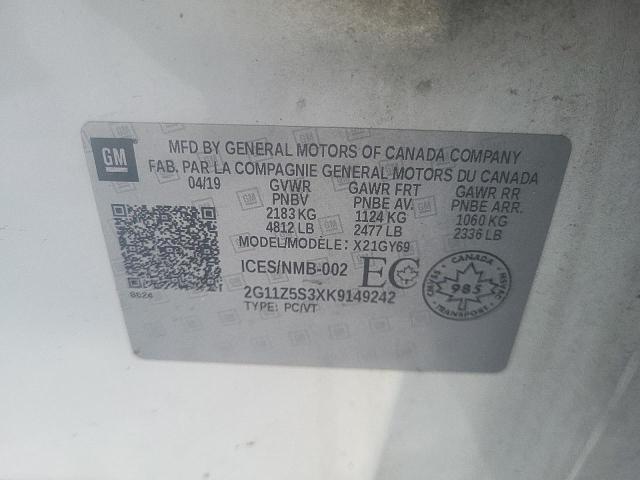 GM
MFD BY GENERAL MOTORS OF CANADA COMPANY
FAB. PAR LA COMPAGNIE GENERAL MOTORS DU CANADA
04/19 GVWR GAWR FRT GAWR RR
PNBV PNBE AV. PNBE ARR.
2183 KG 1124 KG 1060 KG
4812 LB 2477 LB 2336 LB
MODEL/MODÈLE: X21GY69
ICES/NMB-002 EC
CANADA
985
TRANSPORT
8624
2G11Z5S3XK9149242
TYPE: PC/VT